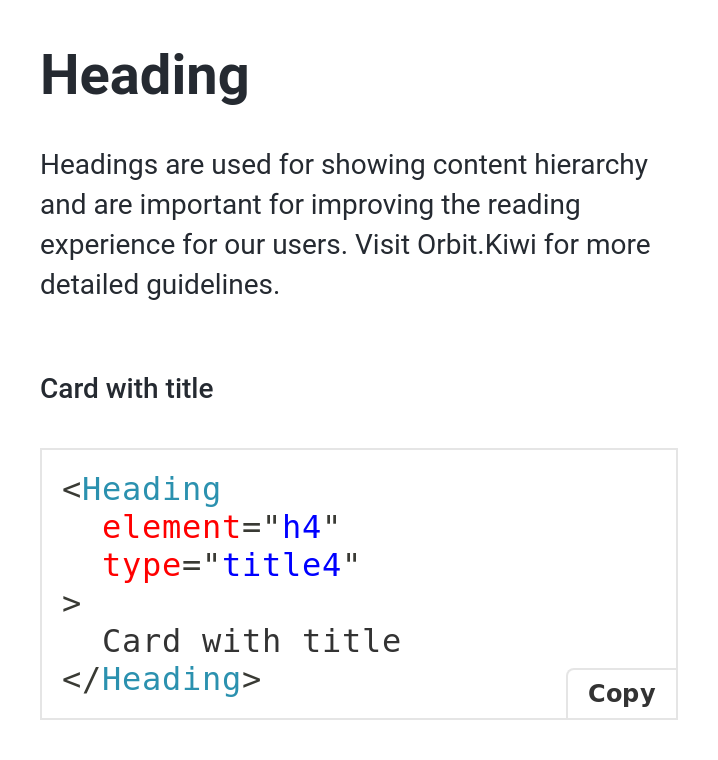 Heading
Headings are used for showing content hierarchy
and are important for improving the reading
experience for our users. Visit Orbit.Kiwi for more
detailed guidelines.
Card with title
<Heading
  element="h4"
  type="title4"
>
  Card with title
</Heading>
Copy